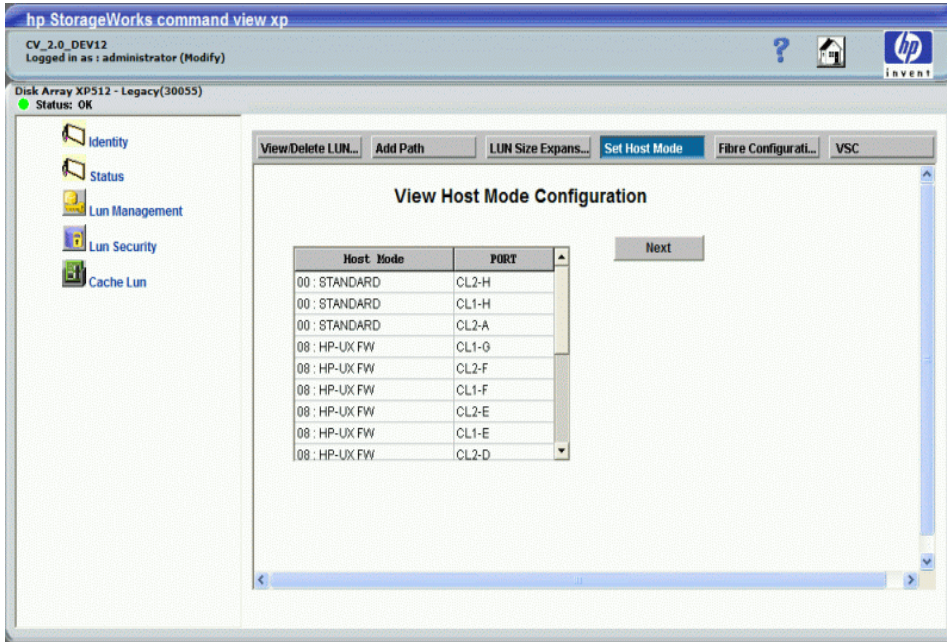 hp StorageWorks command view xp
CV_2.0_DEV12
Logged in as : administrator (Modify)
?
hp
invent
Disk Array XP512 - Legacy(30055)
Status: OK
Identity
Status
Lun Management
Lun Security
Cache Lun
View/Delete LUN... Add Path LUN Size Expans... Set Host Mode Fibre Configurati... VSC
View Host Mode Configuration
Next
Host Mode PORT
00 : STANDARD CL2-H
00 : STANDARD CL1-H
00 : STANDARD CL2-A
08 : HP-UX FW CL1-G
08 : HP-UX FW CL2-F
08 : HP-UX FW CL1-F
08 : HP-UX FW CL2-E
08 : HP-UX FW CL1-E
08 : HP-UX FW CL2-D